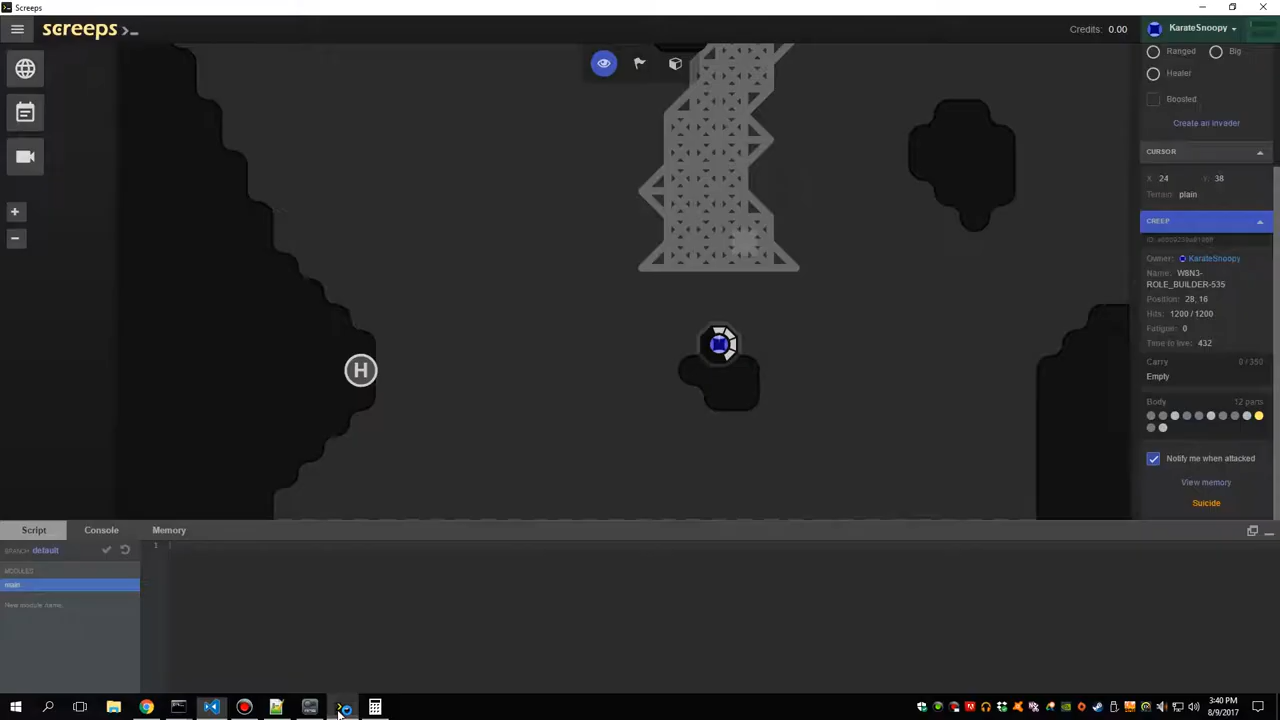 Screeps
screeps
Credits: 0.00
KarateSnoopy
Ranged
Big
Healer
Boosted
Create an invader
CURSOR
X: 24 Y: 38
Terrain: plain
CREEP
Owner: KarateSnoopy
Name: W8N3-
ROLE_BUILDER-535
Position: 28, 16
Hits: 1200 / 1200
Fatigue: 0
Time to live: 432
Carry 0 / 350
Empty
Body 12 parts
Notify me when attacked
View memory
Suicide
H
Script Console Memory
BRANCH: default
1
MODULES
main
New module name...
3:40 PM
8/9/2017